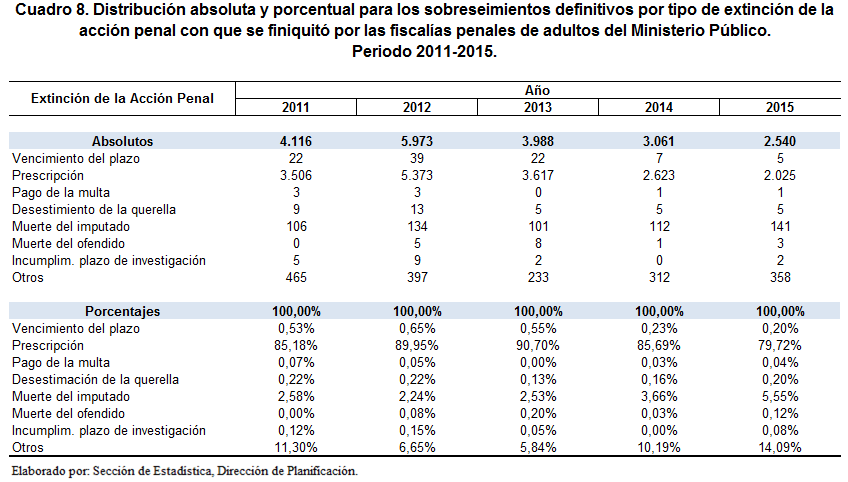 Cuadro 8. Distribución absoluta y porcentual para los sobreseimientos definitivos por tipo de extinción de la
acción penal con que se finiquitó por las fiscalías penales de adultos del Ministerio Público.
Periodo 2011-2015.
Extinción de la Acción Penal Año
2011 2012 2013 2014 2015
Absolutos 4.116 5.973 3.988 3.061 2.540
Vencimiento del plazo 22 39 22 7 5
Prescripción 3.506 5.373 3.617 2.623 2.025
Pago de la multa 3 3 0 1 1
Desestimiento de la querella 9 13 5 5 5
Muerte del imputado 106 134 101 112 141
Muerte del ofendido 0 5 8 1 3
Incumplim. plazo de investigación 5 9 2 0 2
Otros 465 397 233 312 358
Porcentajes 100,00% 100,00% 100,00% 100,00% 100,00%
Vencimiento del plazo 0,53% 0,65% 0,55% 0,23% 0,20%
Prescripción 85,18% 89,95% 90,70% 85,69% 79,72%
Pago de la multa 0,07% 0,05% 0,00% 0,03% 0,04%
Desestimación de la querella 0,22% 0,22% 0,13% 0,16% 0,20%
Muerte del imputado 2,58% 2,24% 2,53% 3,66% 5,55%
Muerte del ofendido 0,00% 0,08% 0,20% 0,03% 0,12%
Incumplim. plazo de investigación 0,12% 0,15% 0,05% 0,00% 0,08%
Otros 11,30% 6,65% 5,84% 10,19% 14,09%
Elaborado por: Sección de Estadística, Dirección de Planificación.